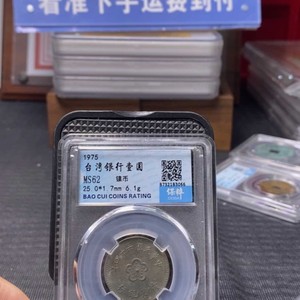 看准下手运费到付
1975
台湾银行壹圆
MS62 镍币
25.0*1.7mm 6.1g
BAO CUI COINS RATING
保粹